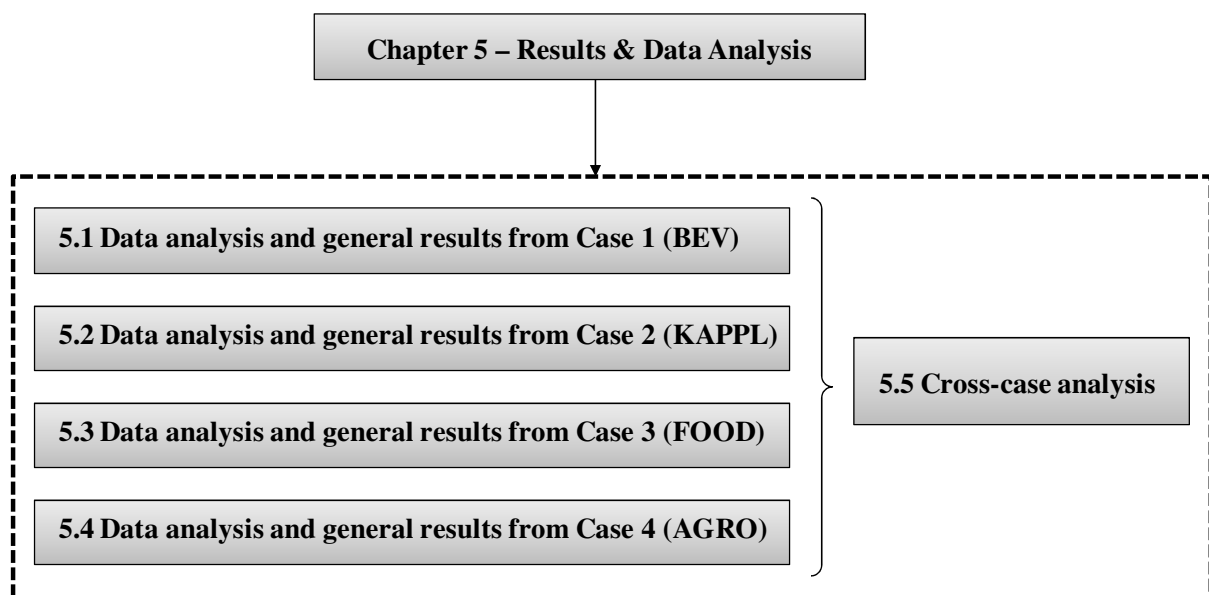 Chapter 5 – Results & Data Analysis
5.1 Data analysis and general results from Case 1 (BEV)
5.2 Data analysis and general results from Case 2 (KAPPL)
5.3 Data analysis and general results from Case 3 (FOOD)
5.4 Data analysis and general results from Case 4 (AGRO)
5.5 Cross-case analysis